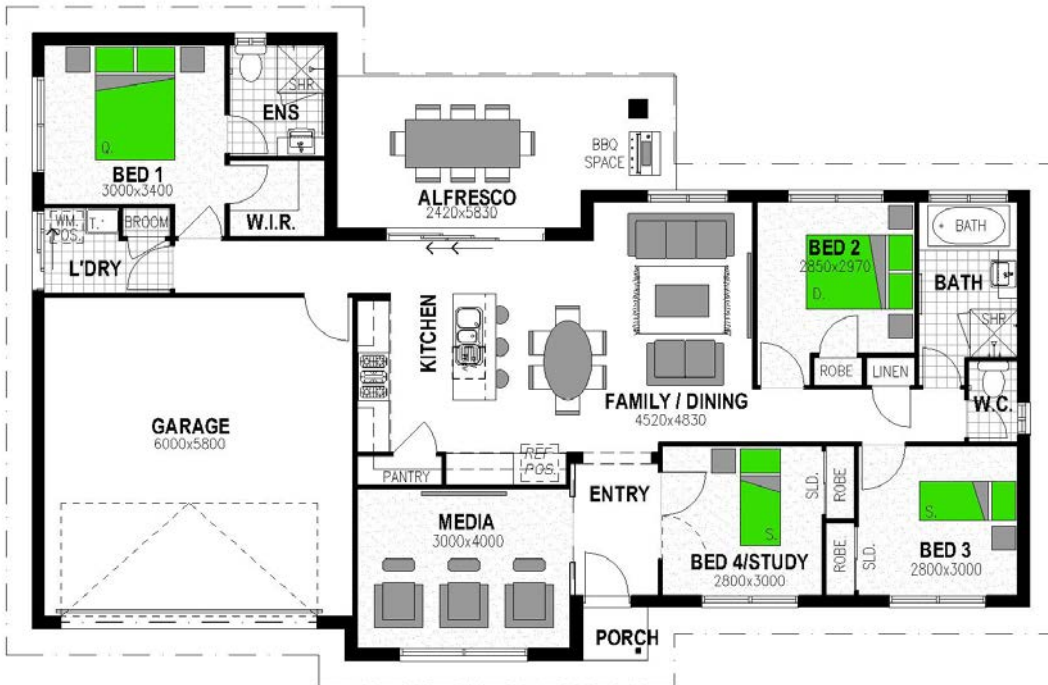 SHR
ENS
Q.
BED 1
3000x3400
W.I.R.
WM.
POS.
T.
BROOM
L'DRY
BBQ
SPACE
ALFRESCO
2420x5830
BED 2
2850x2970
D.
BATH
BATH
SHR
ROBE
LINEN
W.C.
KITCHEN
FAMILY / DINING
4520x4830
GARAGE
6000x5800
PANTRY
REF
POS.
ENTRY
MEDIA
3000x4000
S.
BED 4/STUDY
2800x3000
SLD.
ROBE
ROBE
SLD.
S.
BED 3
2800x3000
PORCH